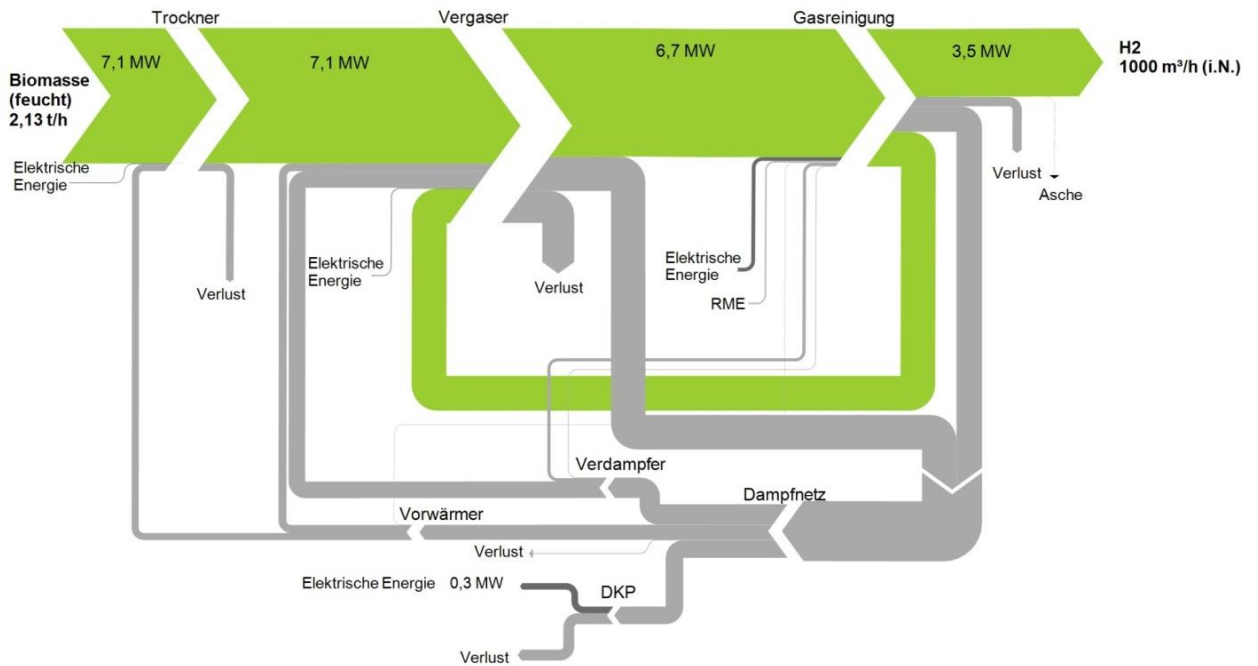 Trockner
Vergaser
Gasreinigung
7,1 MW
7,1 MW
6,7 MW
3,5 MW
H2
1000 m³/h (i.N.)
Biomasse
(feucht)
2,13 t/h
Elektrische
Energie
Verlust
Elektrische
Energie
Verlust
Elektrische
Energie
RME
Verlust
Asche
Verdampfer
Dampfnetz
Vorwärmer
Verlust
Elektrische Energie 0,3 MW
DKP
Verlust